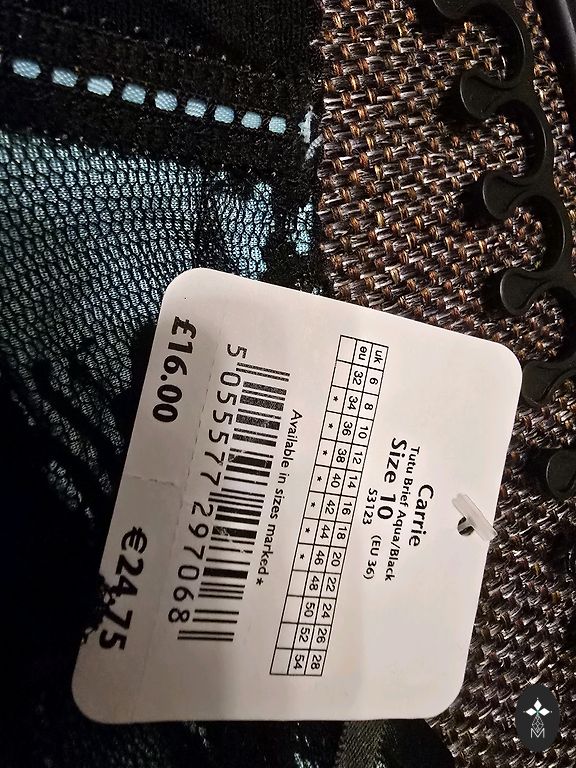 Carrie
Tutu Brief Aqua/Black
Size 10 (EU 36)
53123
uk 6 8 10 12 14 16 18 20 22 24 26 28
eu 32 34 36 38 40 42 44 46 48 50 52 54
* * * * * * *
Available in sizes marked *
5 055577 297068
£16.00 €24.75
M